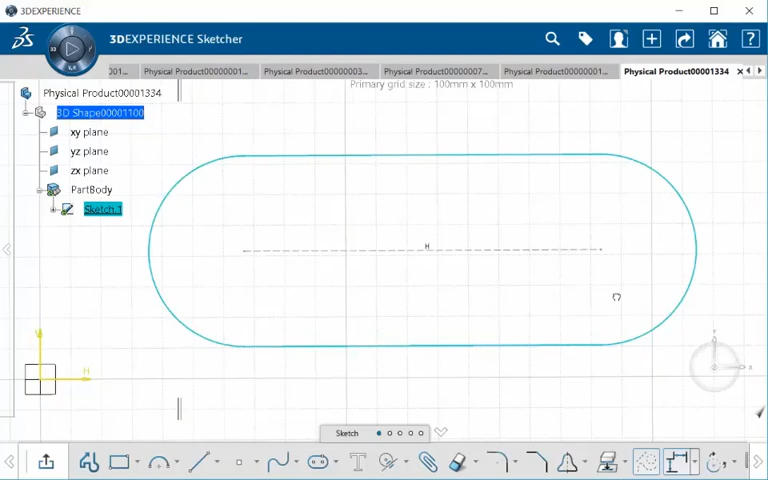 3DEXPERIENCE
3DEXPERIENCE Sketcher
001...
Physical Product00000001...
Physical Product00000003...
Physical Product00000007...
Physical Product00000001...
Physical Product00001334
Primary grid size : 100mm x 100mm
Physical Product00001334
3D Shape00001100
xy plane
yz plane
zx plane
PartBody
Sketch.1
H
V
H
Sketch